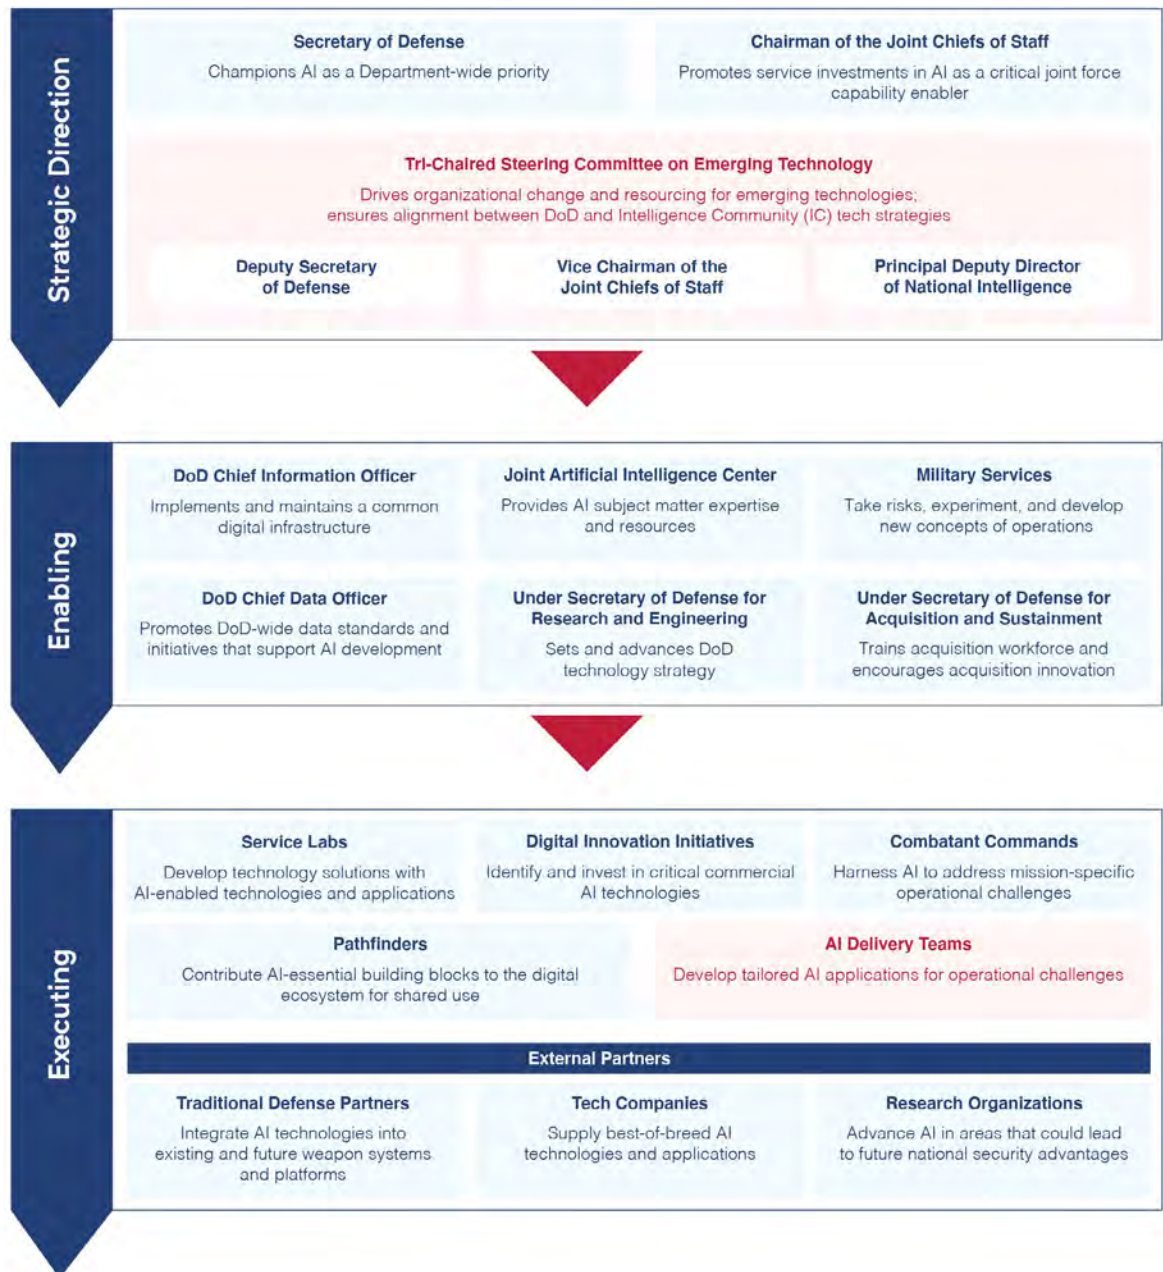 Strategic Direction
Secretary of Defense
Champions AI as a Department-wide priority
Chairman of the Joint Chiefs of Staff
Promotes service investments in AI as a critical joint force
capability enabler
Tri-Chaired Steering Committee on Emerging Technology
Drives organizational change and resourcing for emerging technologies;
ensures alignment between DoD and Intelligence Community (IC) tech strategies
Deputy Secretary
of Defense
Vice Chairman of the
Joint Chiefs of Staff
Principal Deputy Director
of National Intelligence
Enabling
DoD Chief Information Officer
Implements and maintains a common
digital infrastructure
Joint Artificial Intelligence Center
Provides AI subject matter expertise
and resources
Military Services
Take risks, experiment, and develop
new concepts of operations
DoD Chief Data Officer
Promotes DoD-wide data standards and
initiatives that support AI development
Under Secretary of Defense for
Research and Engineering
Sets and advances DoD
technology strategy
Under Secretary of Defense for
Acquisition and Sustainment
Trains acquisition workforce and
encourages acquisition innovation
Executing
Service Labs
Develop technology solutions with
AI-enabled technologies and applications
Digital Innovation Initiatives
Identify and invest in critical commercial
AI technologies
Combatant Commands
Harness AI to address mission-specific
operational challenges
Pathfinders
Contribute AI-essential building blocks to the digital
ecosystem for shared use
AI Delivery Teams
Develop tailored AI applications for operational challenges
External Partners
Traditional Defense Partners
Integrate AI technologies into
existing and future weapon systems
and platforms
Tech Companies
Supply best-of-breed AI
technologies and applications
Research Organizations
Advance AI in areas that could lead
to future national security advantages